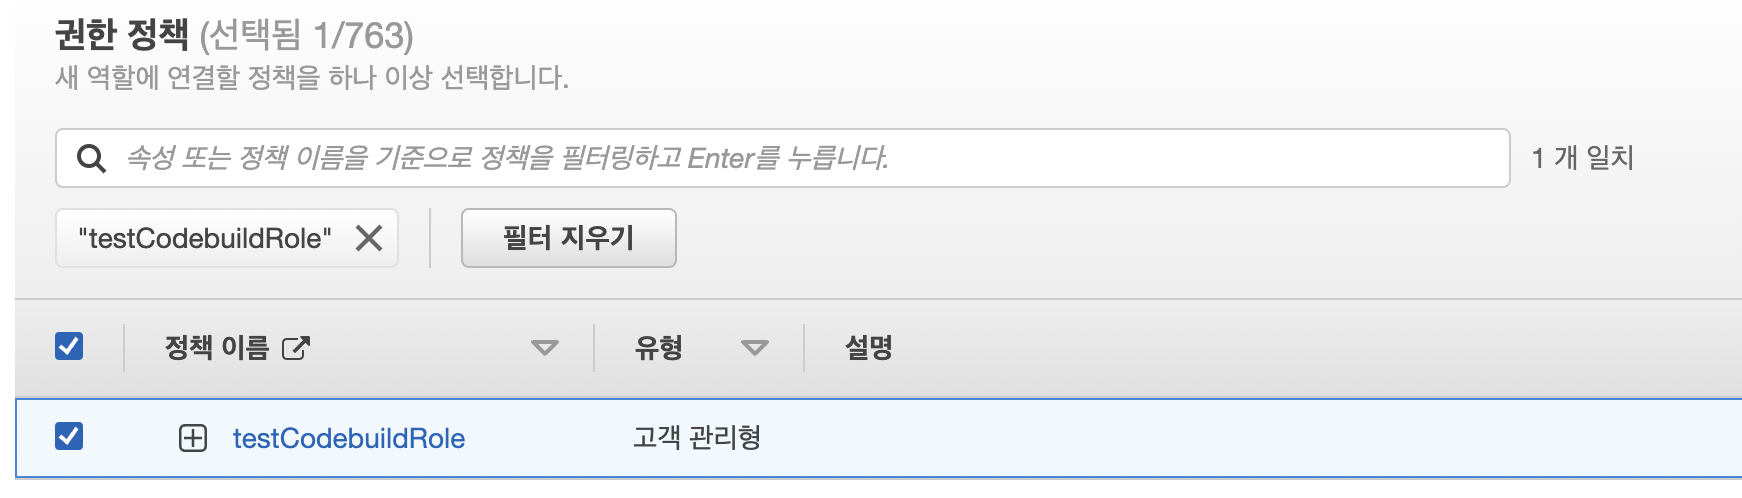 권한 정책 (선택됨 1/763)
새 역할에 연결할 정책을 하나 이상 선택합니다.
속성 또는 정책 이름을 기준으로 정책을 필터링하고 Enter를 누릅니다.
1 개 일치
"testCodebuildRole"
필터 지우기
정책 이름 유형 설명
testCodebuildRole 고객 관리형